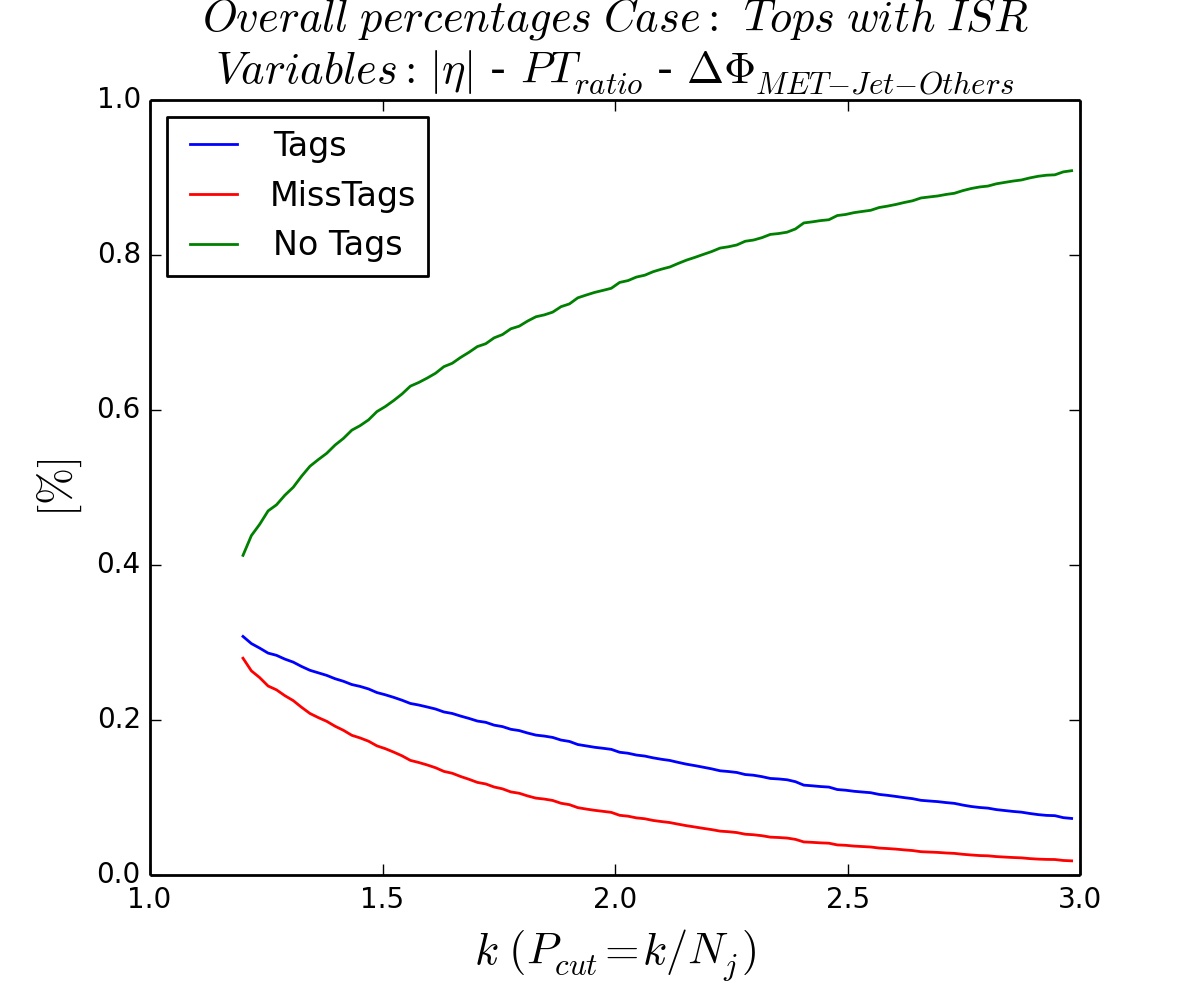 Overall percentages Case: Tops with ISR
Variables: |η| - PT_ratio - ΔΦ_MET−Jet−Others
1.0
0.8
0.6
0.4
0.2
0.0
[%]
Tags
MissTags
No Tags
1.0 1.5 2.0 2.5 3.0
k (P_cut=k/N_j)